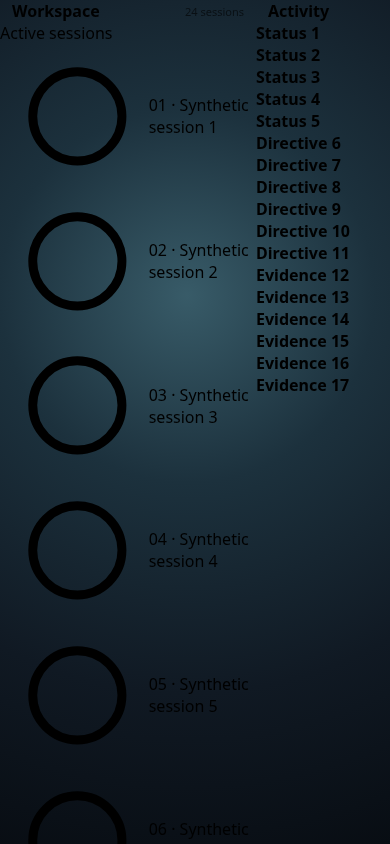 Workspace
24 sessions
Active sessions
01 · Synthetic
session 1
02 · Synthetic
session 2
03 · Synthetic
session 3
04 · Synthetic
session 4
05 · Synthetic
session 5
06 · Synthetic
Activity
Status 1
Status 2
Status 3
Status 4
Status 5
Directive 6
Directive 7
Directive 8
Directive 9
Directive 10
Directive 11
Evidence 12
Evidence 13
Evidence 14
Evidence 15
Evidence 16
Evidence 17